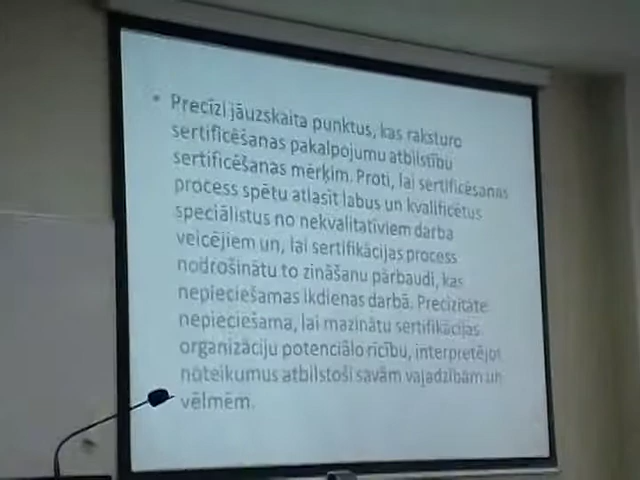 • Precīzi jāuzskaita punktus, kas raksturo
sertificēšanas pakalpojumu atbilstību
sertificēšanas mērķim. Proti, lai sertificēšanas
process spētu atlasīt labus un kvalificētus
speciālistus no nekvalitatīviem darba
veicējiem un, lai sertifikācijas process
nodrošinātu to zināšanu pārbaudi, kas
nepieciešamas ikdienas darbā. Precizitāte
nepieciešama, lai mazinātu sertifikācijas
organizāciju potenciālo rīcību, interpretējot
noteikumus atbilstoši savām vajadzībām un
vēlmēm.